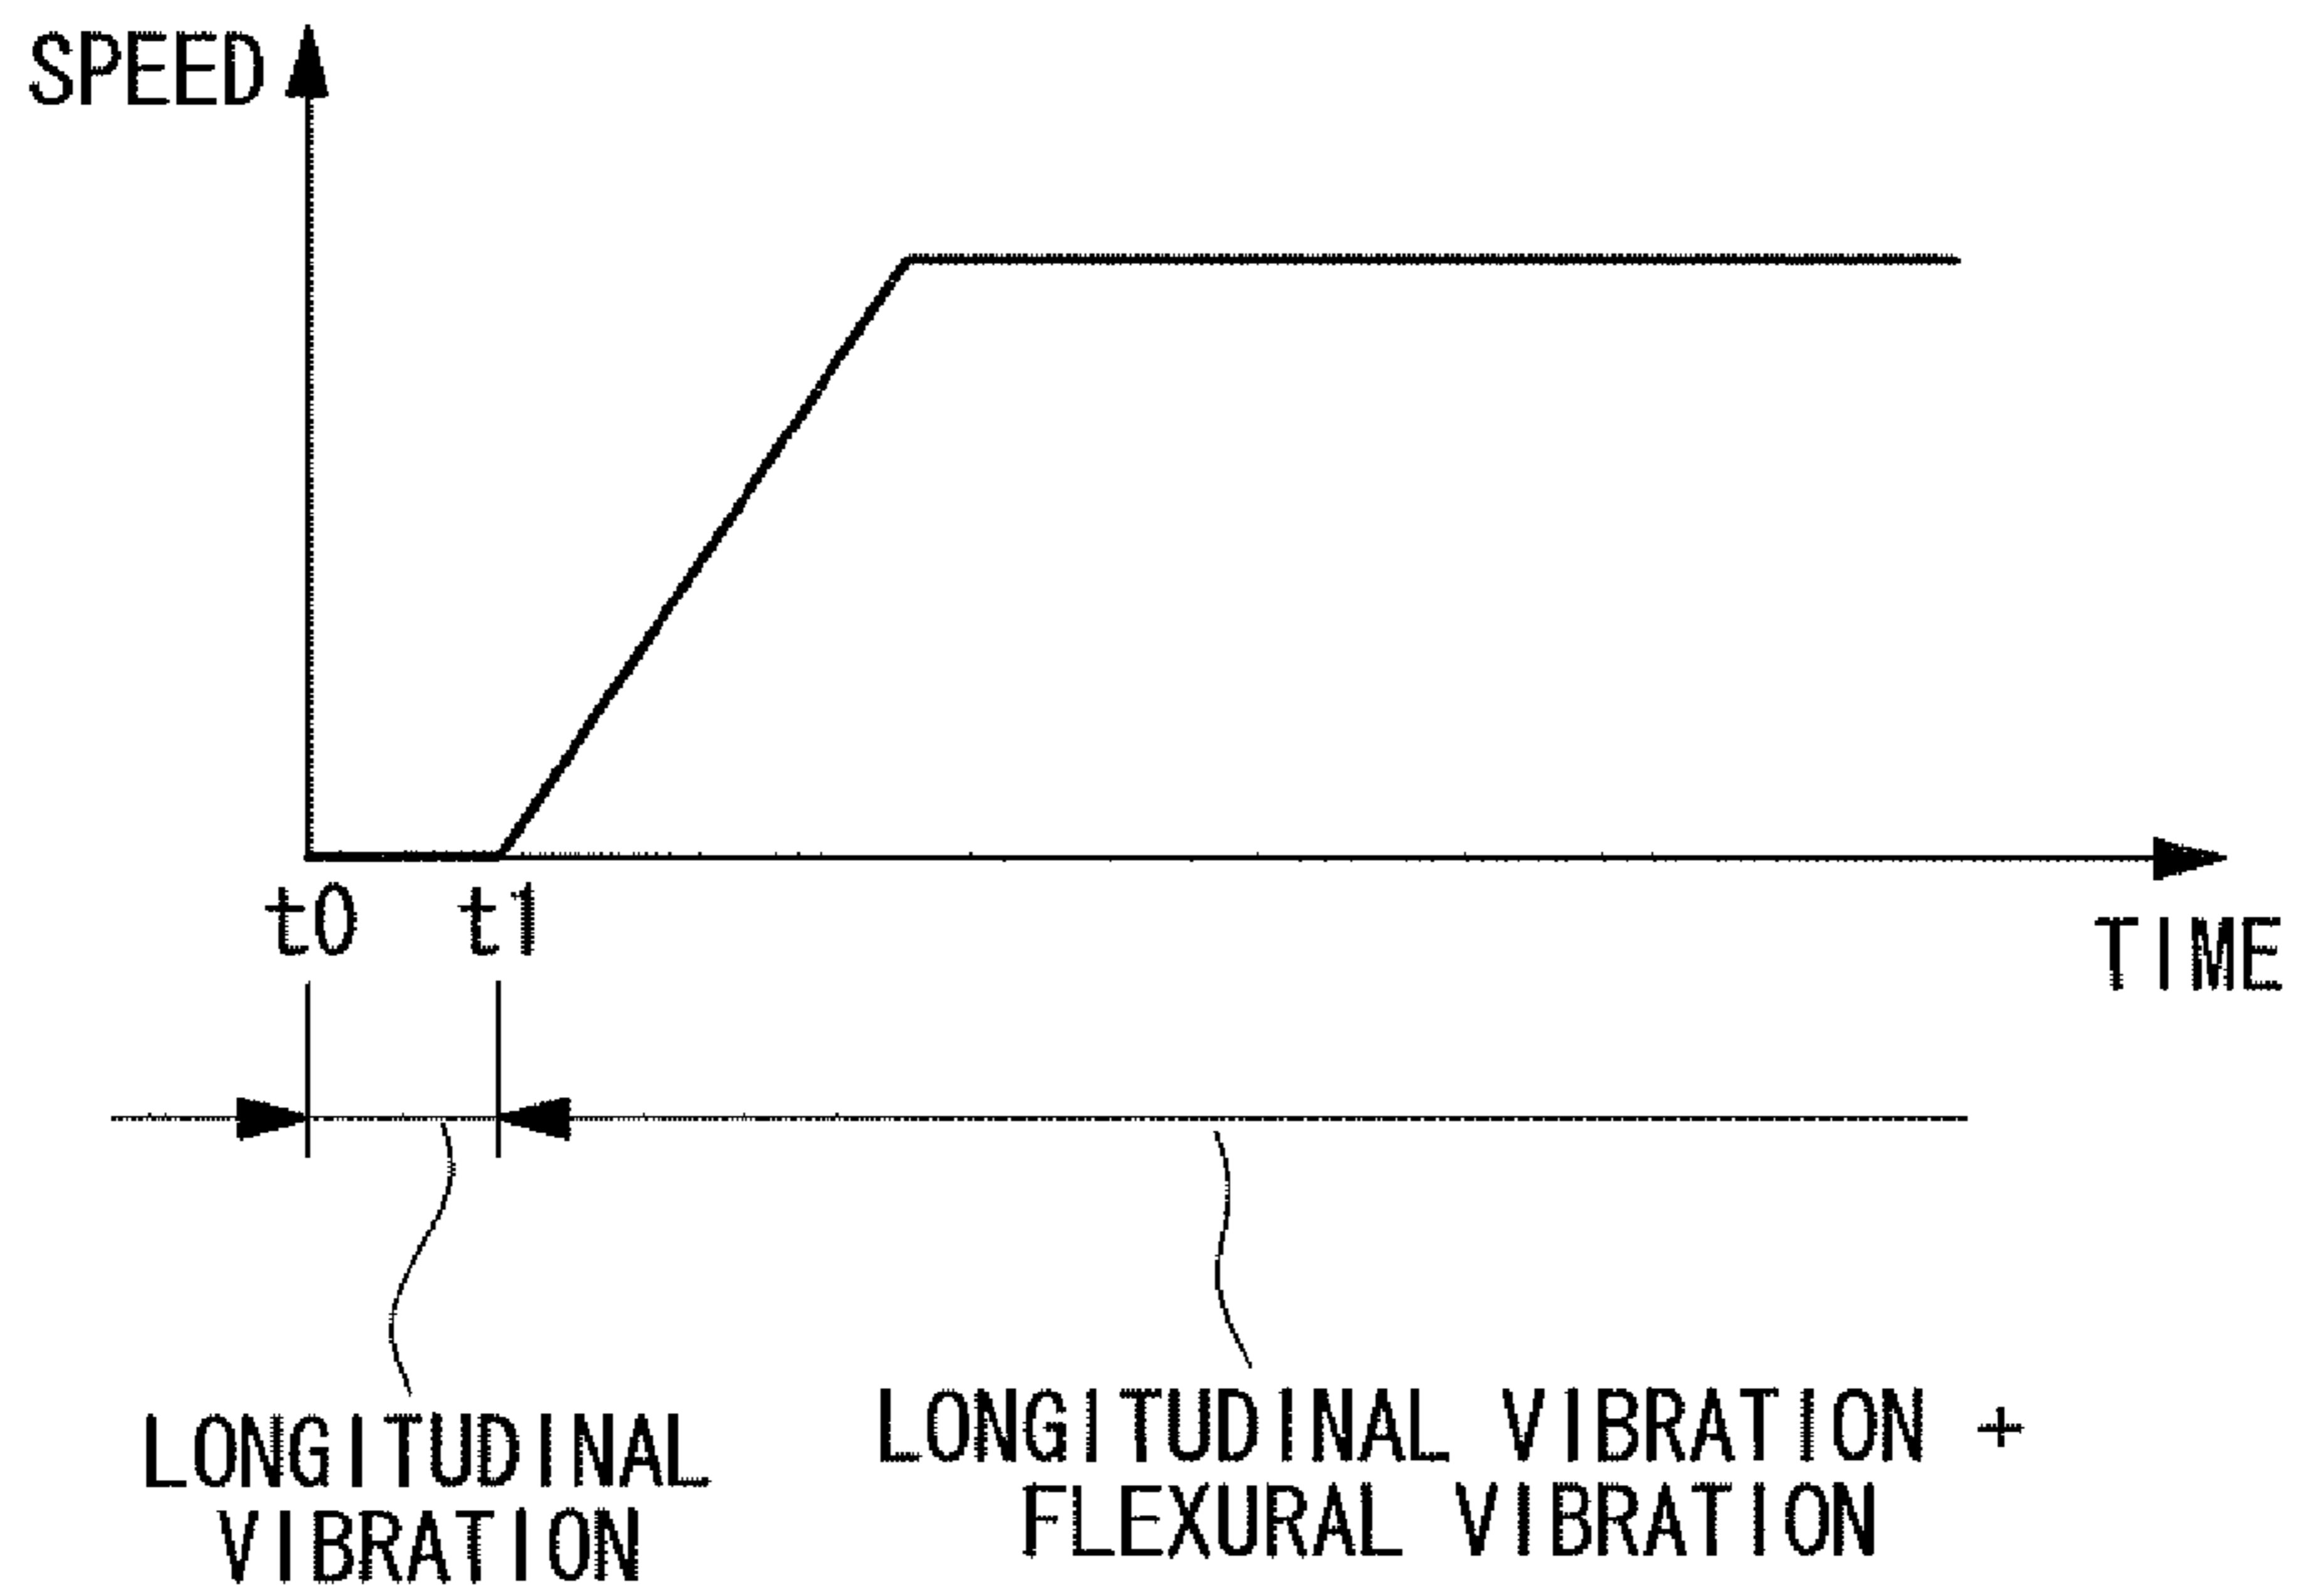 SPEED
t0 t1
TIME
LONGITUDINAL
VIBRATION
LONGITUDINAL VIBRATION +
FLEXURAL VIBRATION